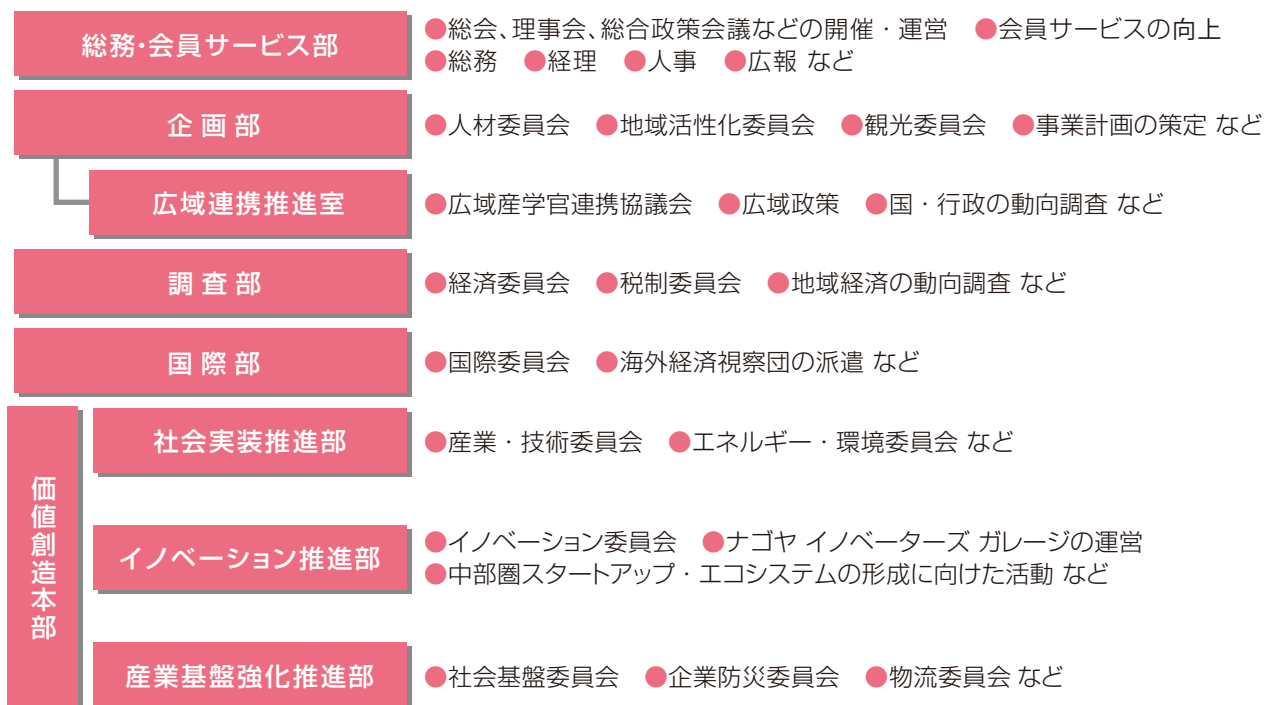 総務・会員サービス部
●総会、理事会、総合政策会議などの開催・運営 ●会員サービスの向上
●総務 ●経理 ●人事 ●広報 など
企画部
●人材委員会 ●地域活性化委員会 ●観光委員会 ●事業計画の策定 など
広域連携推進室
●広域産学官連携協議会 ●広域政策 ●国・行政の動向調査 など
調査部
●経済委員会 ●税制委員会 ●地域経済の動向調査 など
国際部
●国際委員会 ●海外経済視察団の派遣 など
価値創造本部
社会実装推進部
●産業・技術委員会 ●エネルギー・環境委員会 など
イノベーション推進部
●イノベーション委員会 ●ナゴヤ イノベーターズ ガレージの運営
●中部圏スタートアップ・エコシステムの形成に向けた活動 など
産業基盤強化推進部
●社会基盤委員会 ●企業防災委員会 ●物流委員会 など